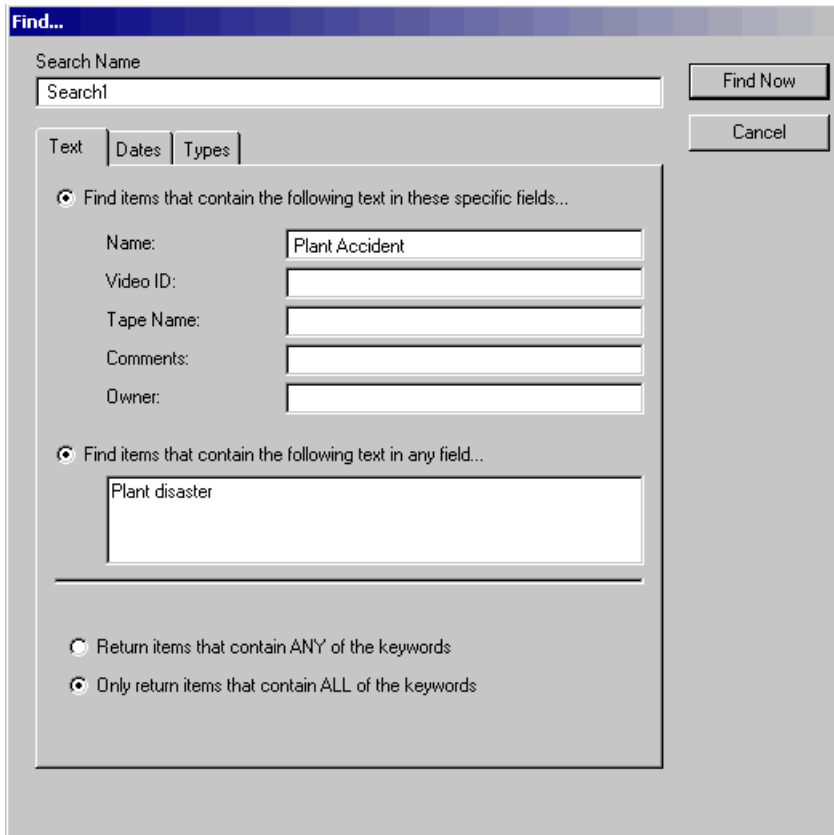 Find...
Search Name
Search1
Find Now
Cancel
Text Dates Types
Find items that contain the following text in these specific fields...
Name: Plant Accident
Video ID:
Tape Name:
Comments:
Owner:
Find items that contain the following text in any field...
Plant disaster
Return items that contain ANY of the keywords
Only return items that contain ALL of the keywords